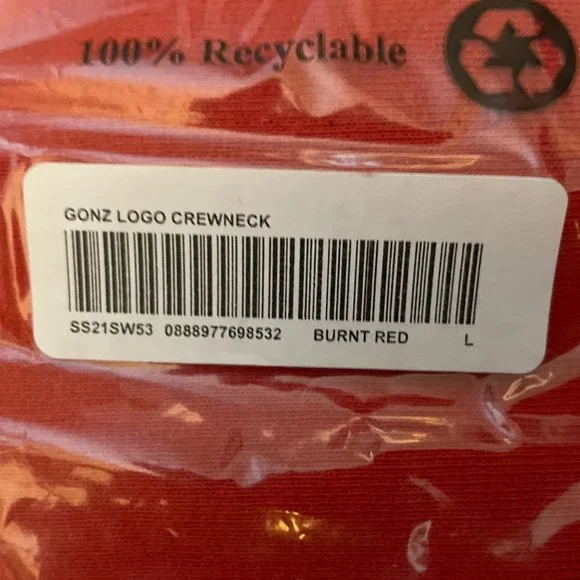 100% Recyclable
GONZ LOGO CREWNECK
SS21SW53 0888977698532 BURNT RED L